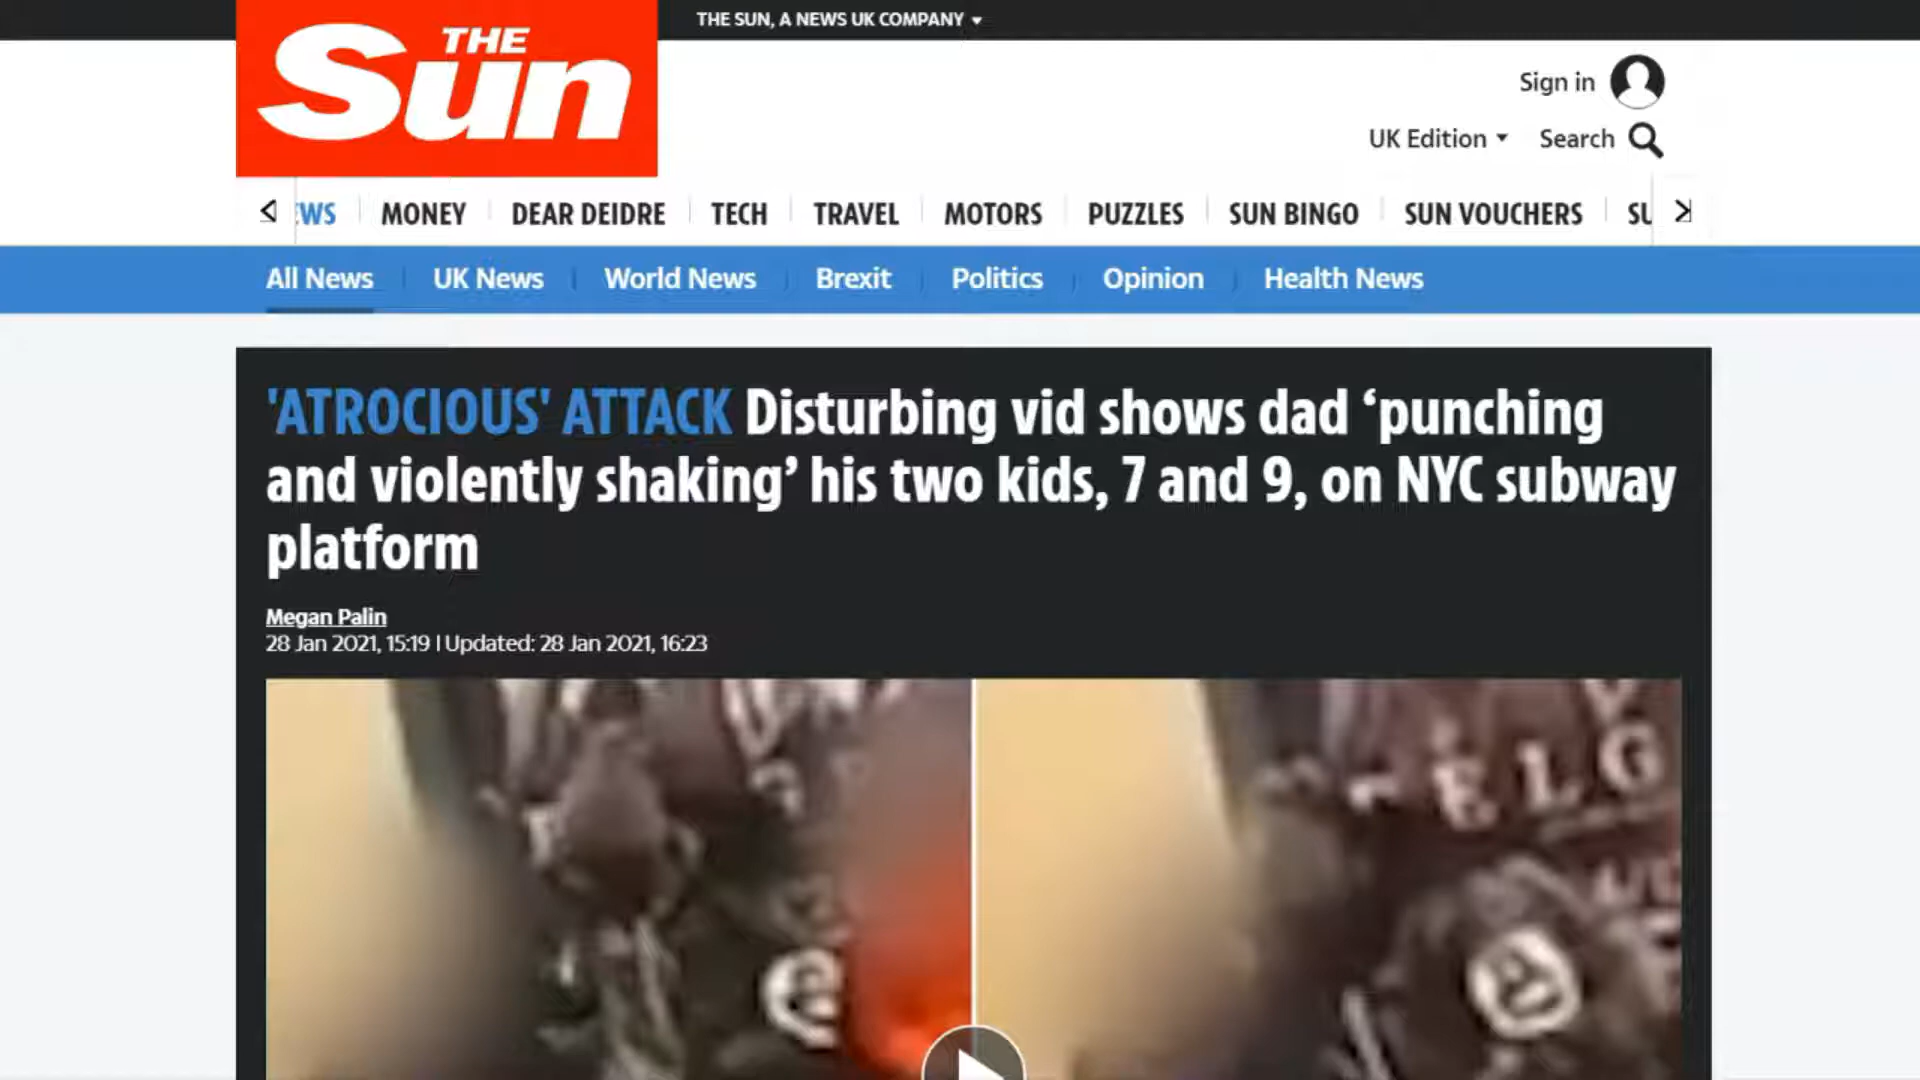 THE SUN, A NEWS UK COMPANY
THE
Sun
Sign in
UK Edition
Search
MONEY
DEAR DEIDRE
TECH
TRAVEL
MOTORS
PUZZLES
SUN BINGO
SUN VOUCHERS
All News
UK News
World News
Brexit
Politics
Opinion
Health News
'ATROCIOUS' ATTACK Disturbing vid shows dad ‘punching
and violently shaking’ his two kids, 7 and 9, on NYC subway
platform
Megan Palin
28 Jan 2021, 15:19 | Updated: 28 Jan 2021, 16:23